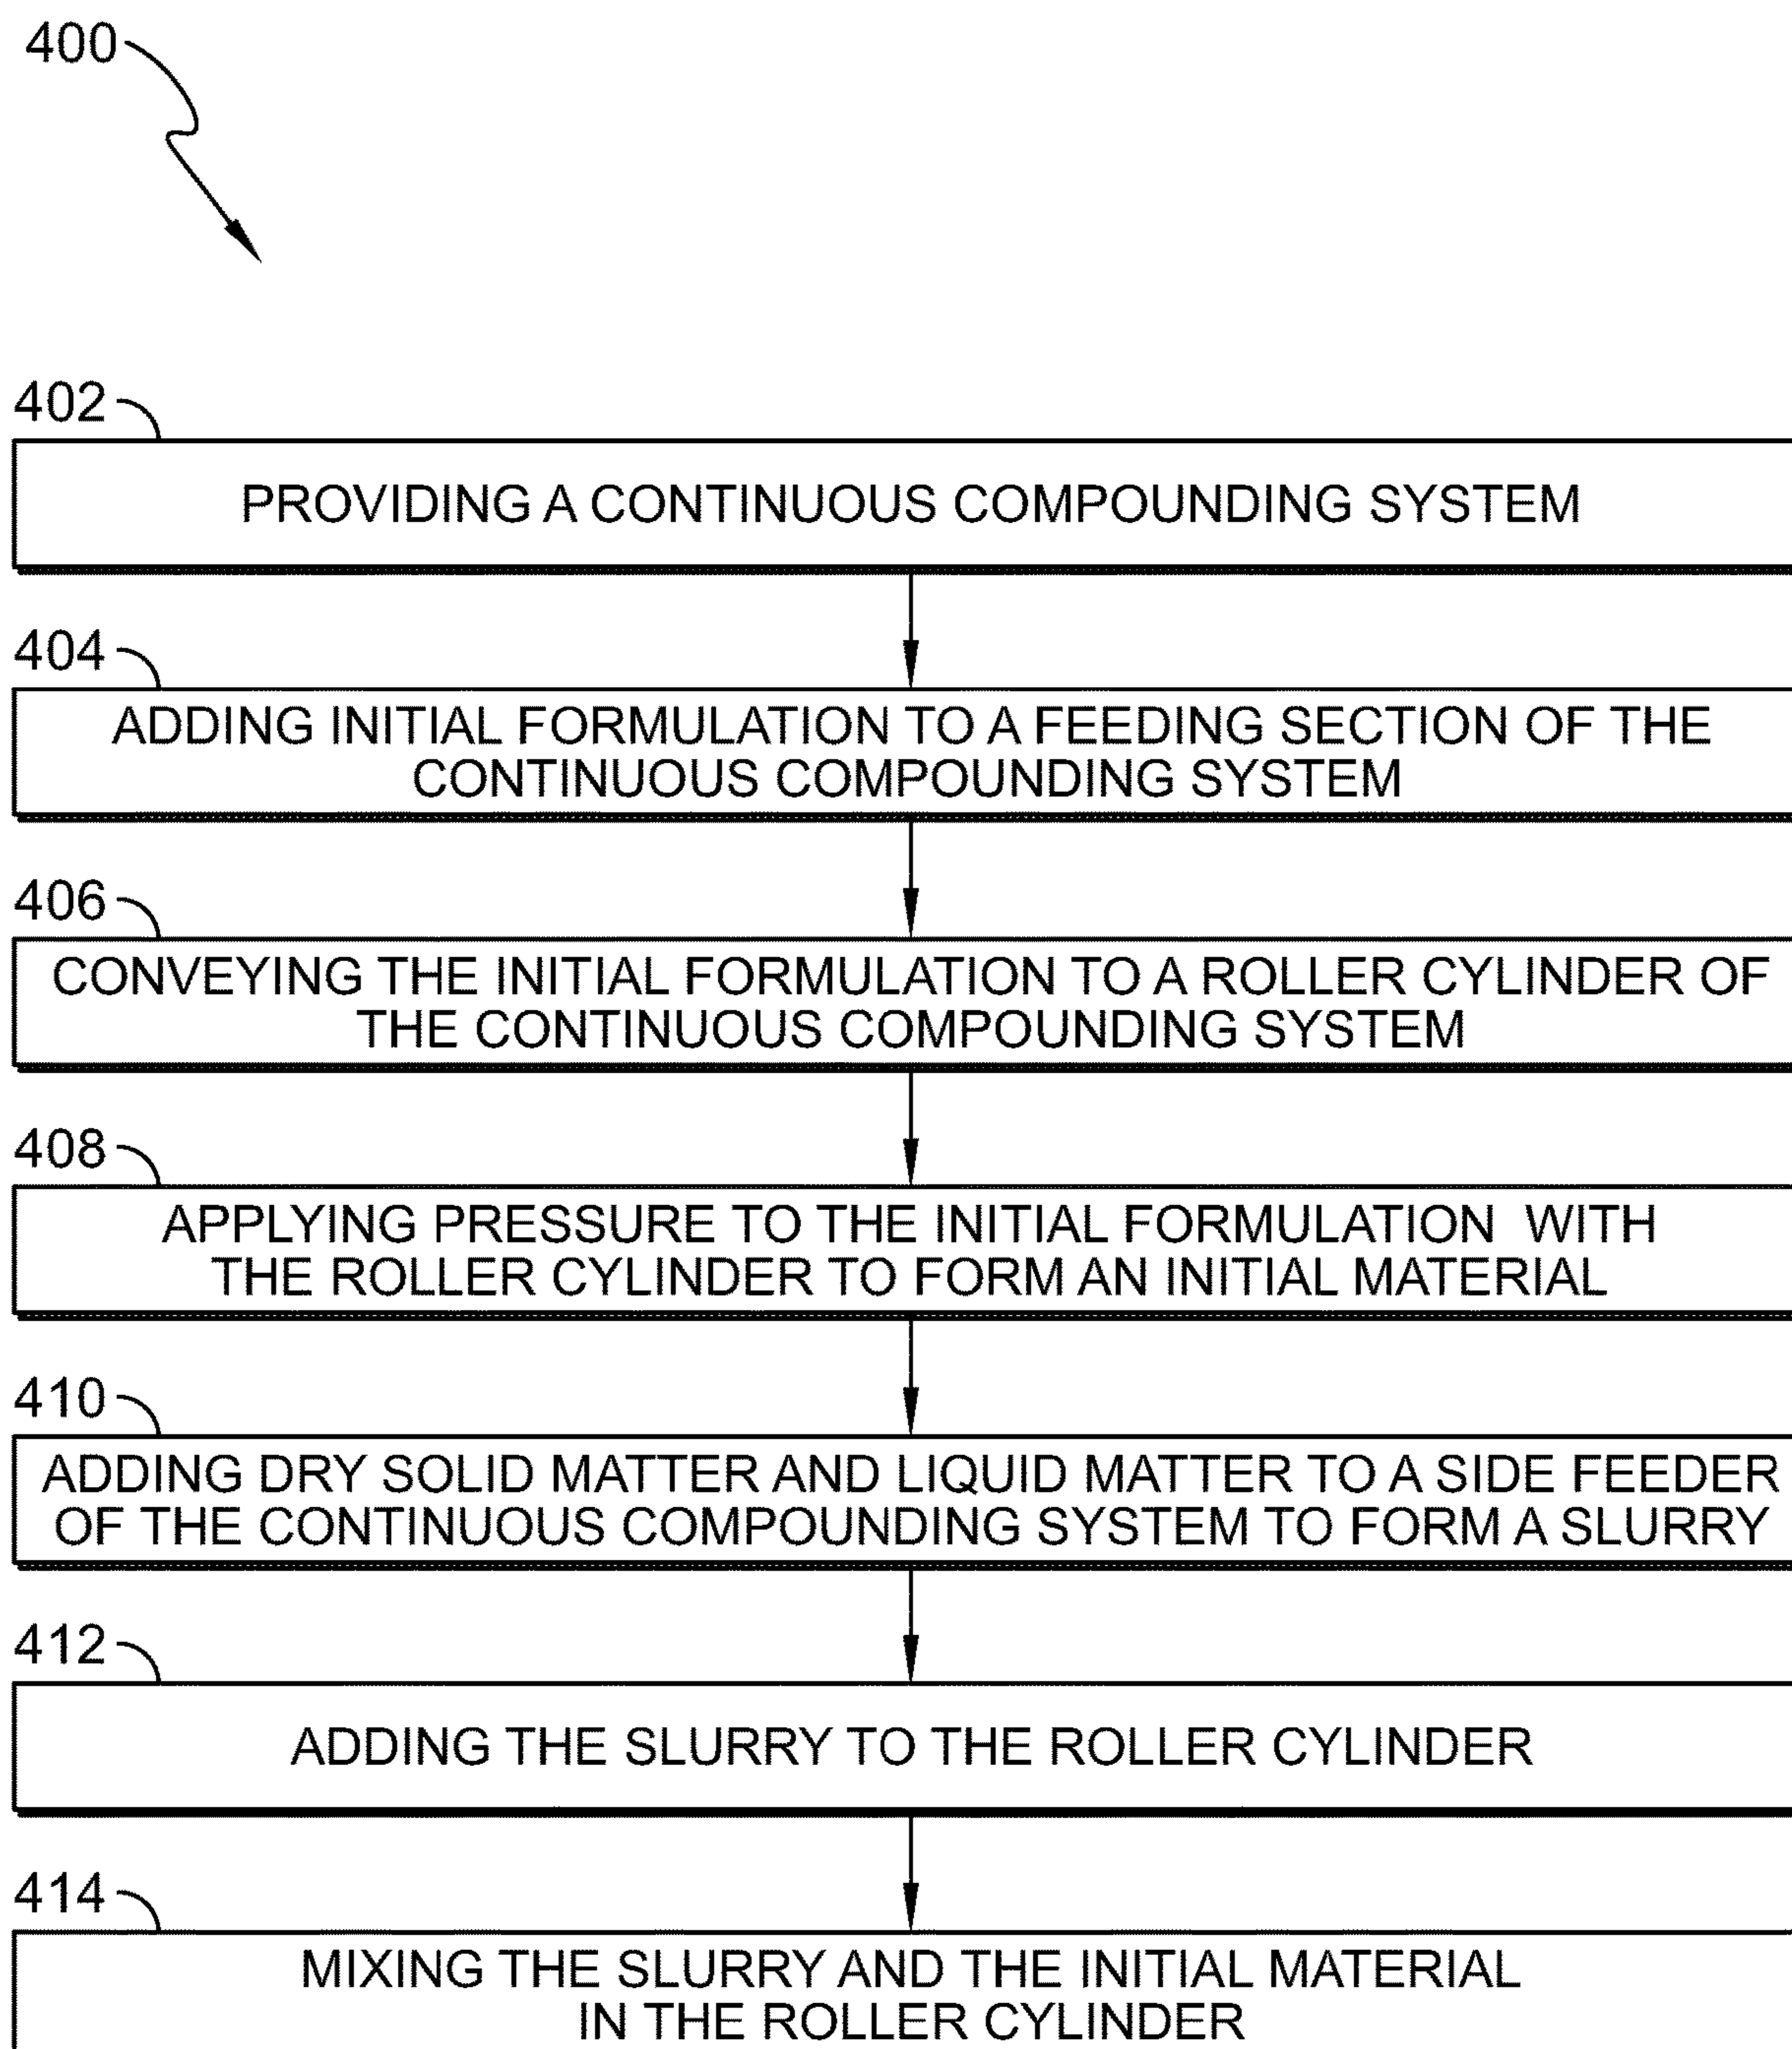 400
402
PROVIDING A CONTINUOUS COMPOUNDING SYSTEM
404
ADDING INITIAL FORMULATION TO A FEEDING SECTION OF THE
CONTINUOUS COMPOUNDING SYSTEM
406
CONVEYING THE INITIAL FORMULATION TO A ROLLER CYLINDER OF
THE CONTINUOUS COMPOUNDING SYSTEM
408
APPLYING PRESSURE TO THE INITIAL FORMULATION WITH
THE ROLLER CYLINDER TO FORM AN INITIAL MATERIAL
410
ADDING DRY SOLID MATTER AND LIQUID MATTER TO A SIDE FEEDER
OF THE CONTINUOUS COMPOUNDING SYSTEM TO FORM A SLURRY
412
ADDING THE SLURRY TO THE ROLLER CYLINDER
414
MIXING THE SLURRY AND THE INITIAL MATERIAL
IN THE ROLLER CYLINDER